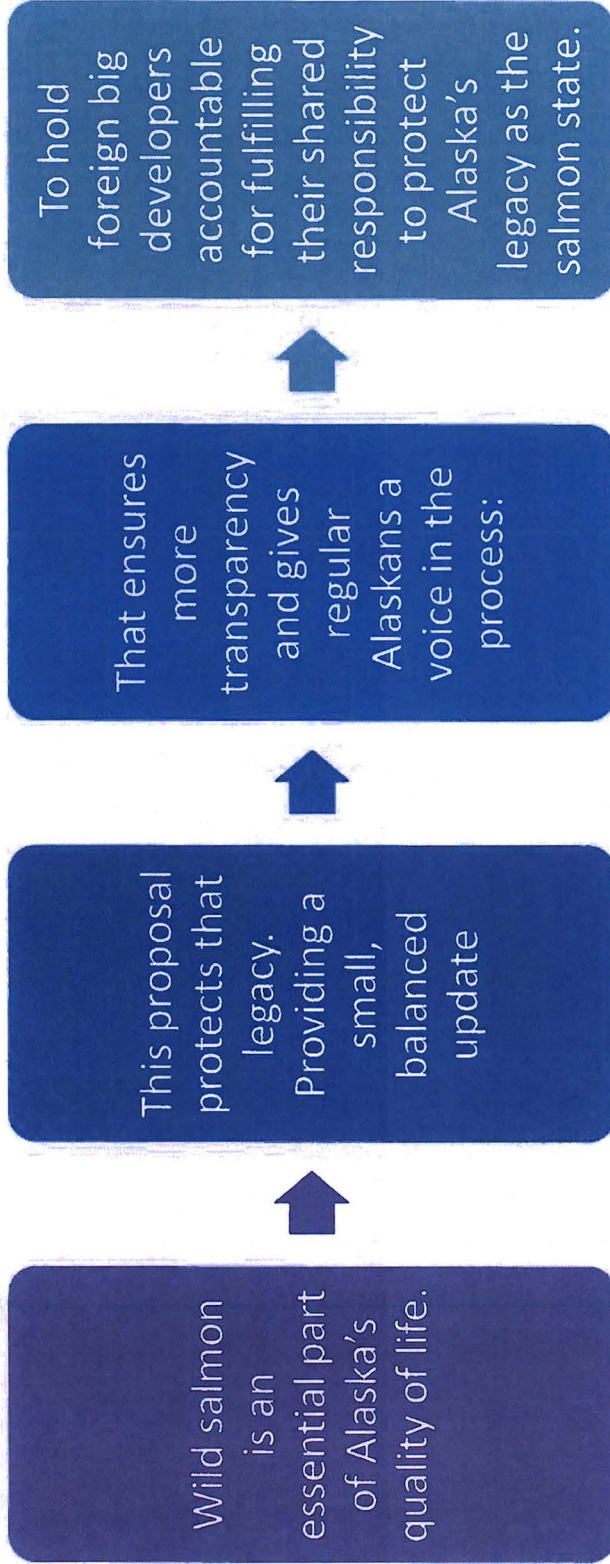 Wild salmon
is an
essential part
of Alaska's
quality of life.
This proposal
protects that
legacy.
Providing a
small,
balanced
update
That ensures
more
transparency
and gives
regular
Alaskans a
voice in the
process:
To hold
foreign big
developers
accountable
for fulfilling
their shared
responsibility
to protect
Alaska's
legacy as the
salmon state.